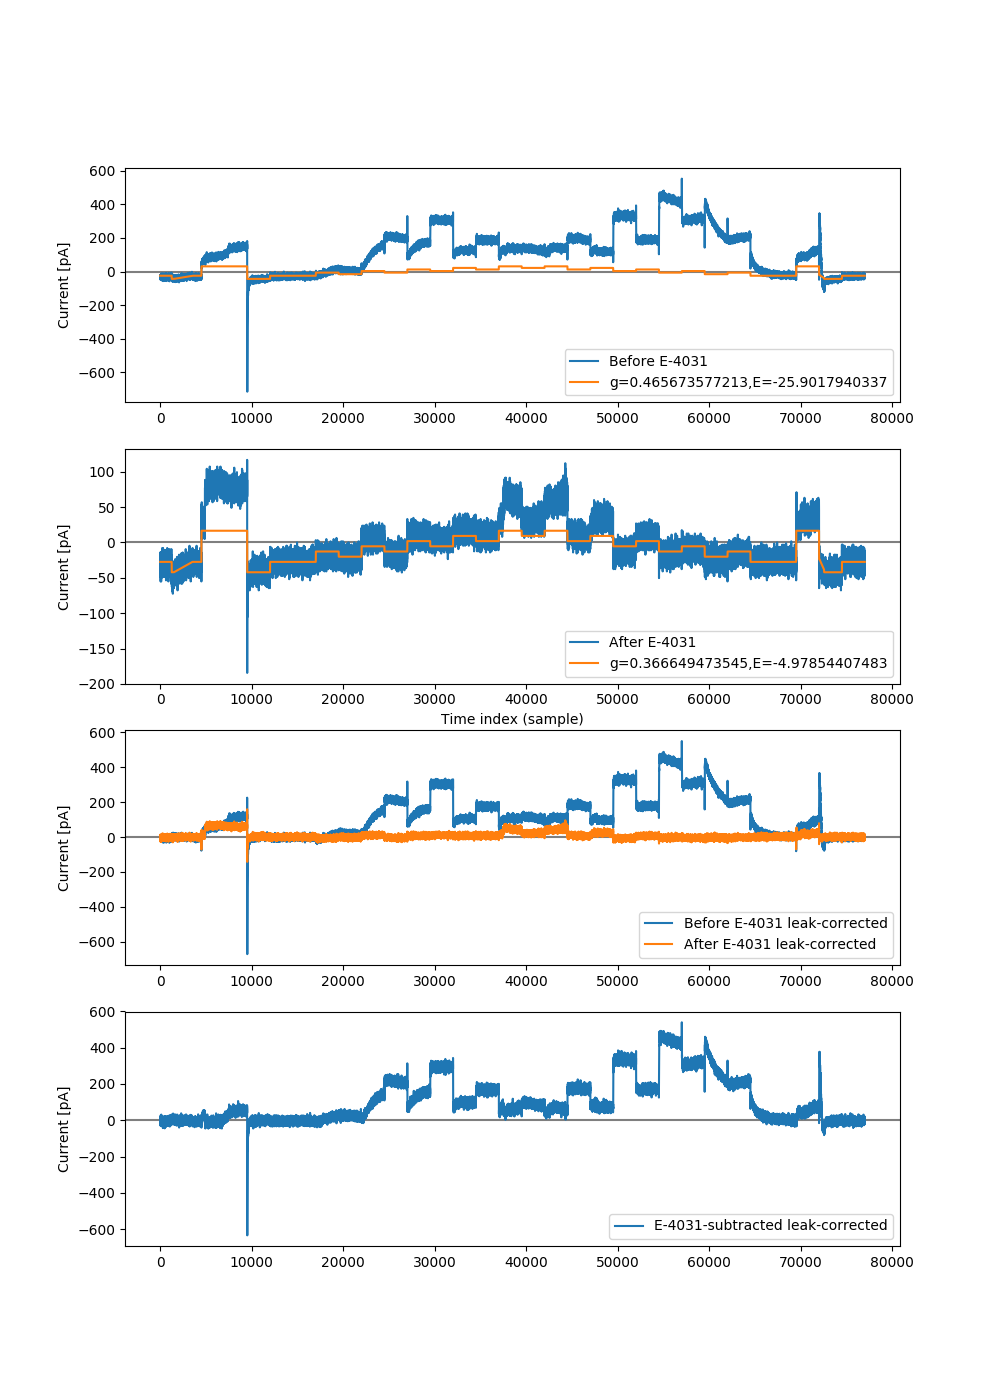 600
400
200
0
−200
−400
−600
Current [pA]
Before E-4031
g=0.465673577213,E=-25.9017940337
0 10000 20000 30000 40000 50000 60000 70000 80000
100
50
0
−50
−100
−150
−200
Current [pA]
After E-4031
g=0.366649473545,E=-4.97854407483
0 10000 20000 30000 40000 50000 60000 70000 80000
Time index (sample)
600
400
200
0
−200
−400
−600
Current [pA]
Before E-4031 leak-corrected
After E-4031 leak-corrected
0 10000 20000 30000 40000 50000 60000 70000 80000
600
400
200
0
−200
−400
−600
Current [pA]
E-4031-subtracted leak-corrected
0 10000 20000 30000 40000 50000 60000 70000 80000